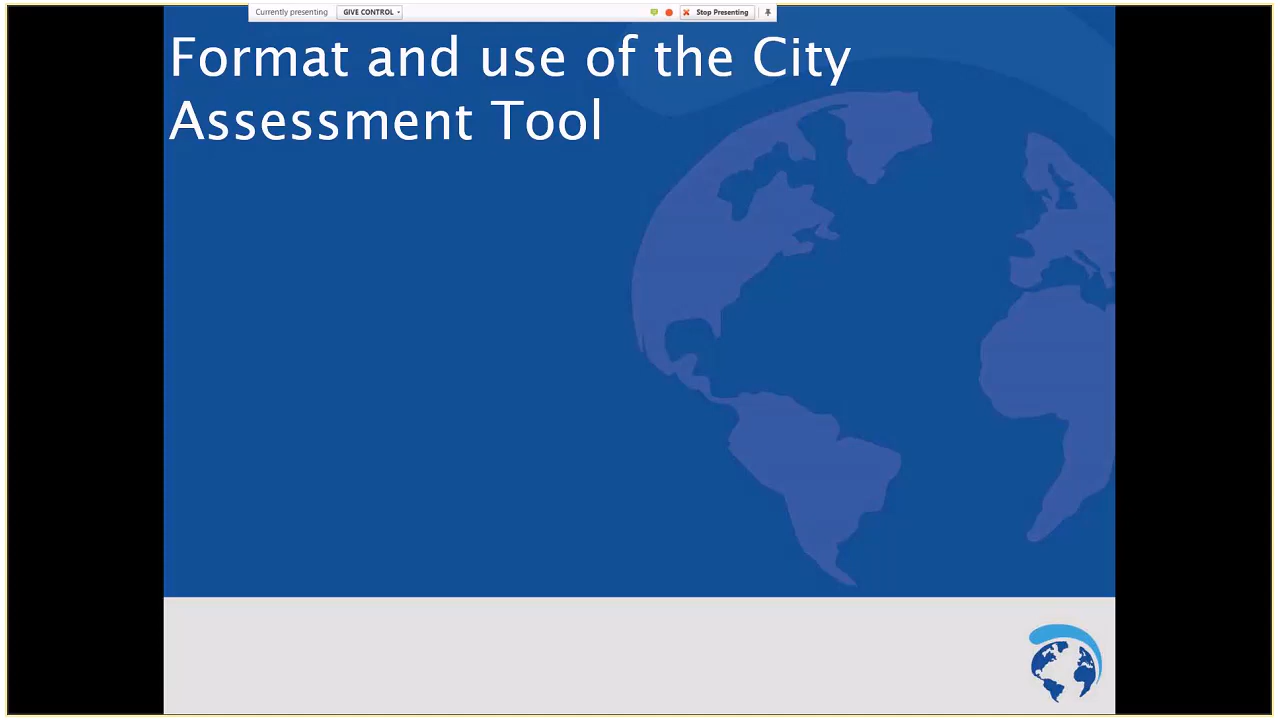 Currently presenting GIVE CONTROL Stop Presenting
Format and use of the City
Assessment Tool